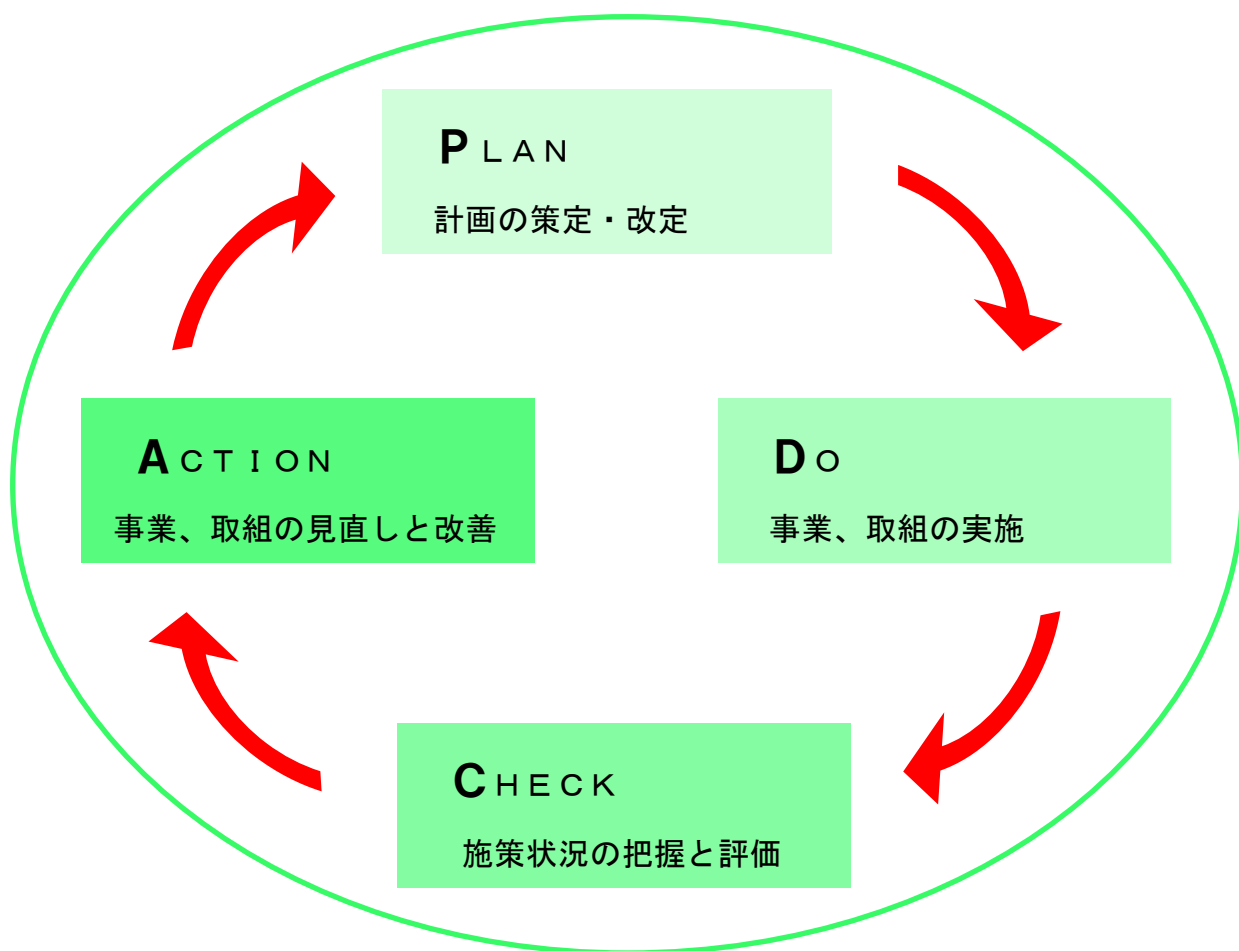 ＰＬＡＮ
計画の策定・改定
ＡＣＴＩＯＮ
事業、取組の見直しと改善
ＤＯ
事業、取組の実施
ＣＨＥＣＫ
施策状況の把握と評価